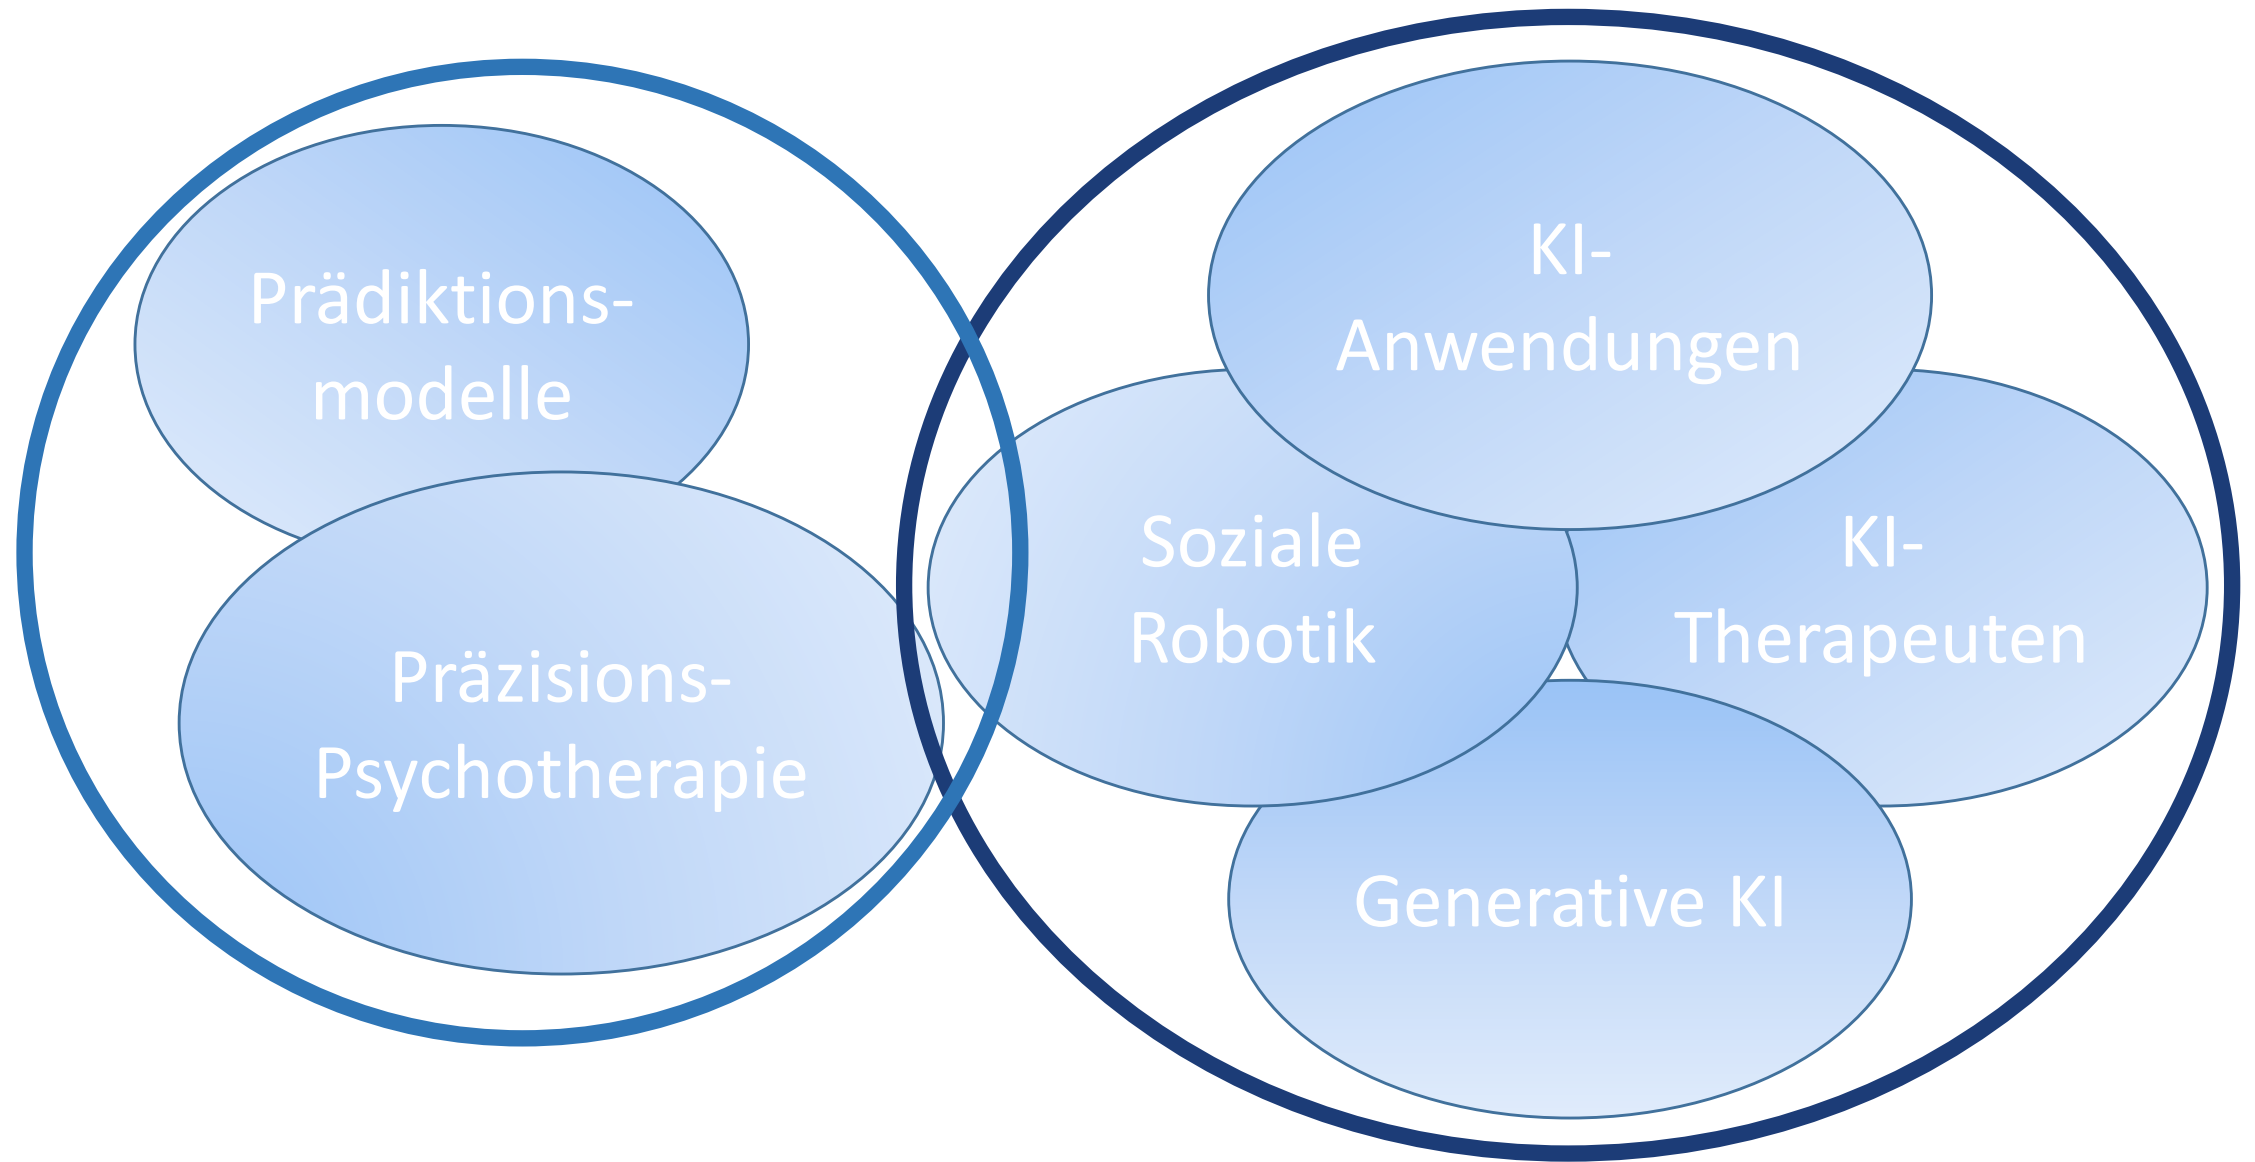 Prädiktions-
modelle
Präzisions-
Psychotherapie
KI-
Anwendungen
Soziale
Robotik
KI-
Therapeuten
Generative KI